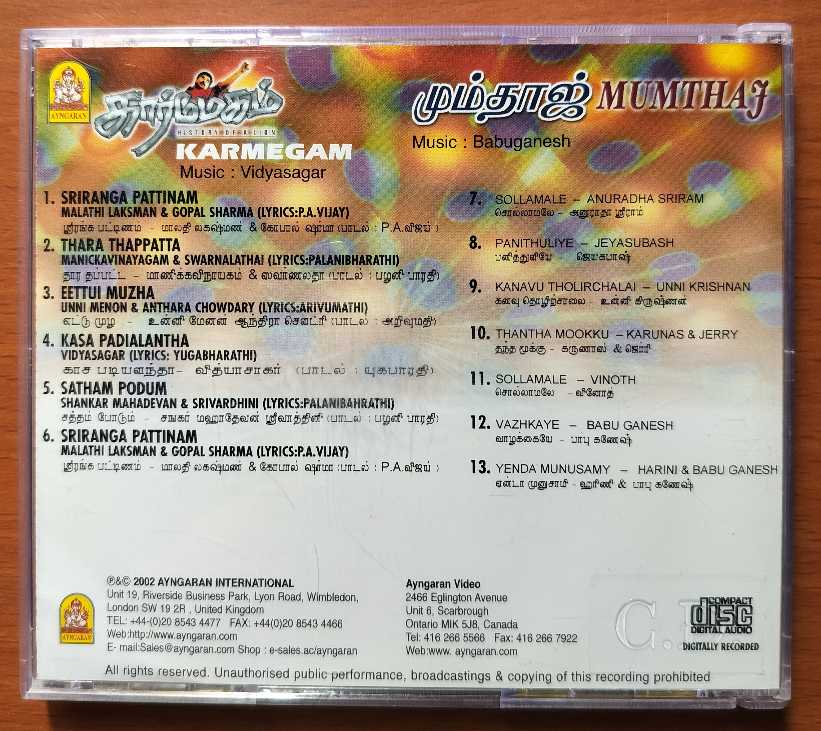 AYNGARAN
கார்மேகம்
HISTORY OF REBELION
KARMEGAM
Music : Vidyasagar
மும்தாஜ் MUMTHAJ
Music : Babuganesh
1. SRIRANGA PATTINAM
MALATHI LAKSMAN & GOPAL SHARMA (LYRICS:P.A.VIJAY)
ஸ்ரீரங்க பட்டிணம் - மாலதி லக்ஷ்மண் & கோபால் ஷர்மா (பாடல் : P.A.விஜய்)
2. THARA THAPPATTA
MANICKAVINAYAGAM & SWARNALATHAI (LYRICS:PALANIBHARATHI)
தார தப்பட்ட - மாணிக்கவிநாயகம் & ஸ்வர்ணலதா (பாடல் : பழனி பாரதி)
3. EETTUI MUZHA
UNNI MENON & ANTHARA CHOWDARY (LYRICS:ARIVUMATHI)
எட்டு முழ - உன்னி மேனன் ஆந்திரா சௌட்ரி (பாடல் : அறிவுமதி)
4. KASA PADIALANTHA
VIDYASAGAR (LYRICS: YUGABHARATHI)
காச படியளந்தா - வித்யாசாகர் (பாடல் : யுகபாரதி)
5. SATHAM PODUM
SHANKAR MAHADEVAN & SRIVARDHINI (LYRICS:PALANIBAHRATHI)
சத்தம் போடும் - சங்கர் மஹாதேவன் ஸ்ரீவர்த்தினி (பாடல் : பழனி பாரதி)
6. SRIRANGA PATTINAM
MALATHI LAKSMAN & GOPAL SHARMA (LYRICS:P.A.VIJAY)
ஸ்ரீரங்க பட்டிணம் - மாலதி லக்ஷ்மண் & கோபால் ஷர்மா (பாடல் : P.A.விஜய் )
7. SOLLAMALE – ANURADHA SRIRAM
சொல்லாமலே - அனுராதா ஸ்ரீராம்
8. PANITHULIYE – JEYASUBASH
பனித்துளியே ஜெயசுபாஷ்
9. KANAVU THOLIRCHALAI – UNNI KRISHNAN
கனவு தொழிற்சாலை - உன்னி கிருஷ்ணன்
10. THANTHA MOOKKU – KARUNAS & JERRY
தந்த மூக்கு - கருணாஸ் & ஜெரி
11. SOLLAMALE – VINOTH
சொல்லாமலே - வினோத்
12. VAZHKAYE – BABU GANESH
வாழ்க்கையே - பாபு கணேஷ்
13. YENDA MUNUSAMY – HARINI & BABU GANESH
ஏன்டா முனுசாமி - ஹரிணி & பாபு கணேஷ்
AYNGARAN
℗&© 2002 AYNGARAN INTERNATIONAL
Unit 19, Riverside Business Park, Lyon Road, Wimbledon,
London SW 19 2R , United Kingdom
TEL: +44-(0)20 8543 4477 FAX: +44-(0)20 8543 4466
Web:http://www.ayngaran.com
E- mail:Sales@ayngaran.com Shop : e-sales.ac/ayngaran
Ayngaran Video
2466 Eglington Avenue
Unit 6, Scarbrough
Ontario MIK 5J8, Canada
Tel: 416 266 5566 Fax: 416 266 7922
Web:www. ayngaran.com
COMPACT
disc
DIGITAL AUDIO
DIGITALLY RECORDED
All rights reserved. Unauthorised public performance, broadcastings & copying of this recording prohibited